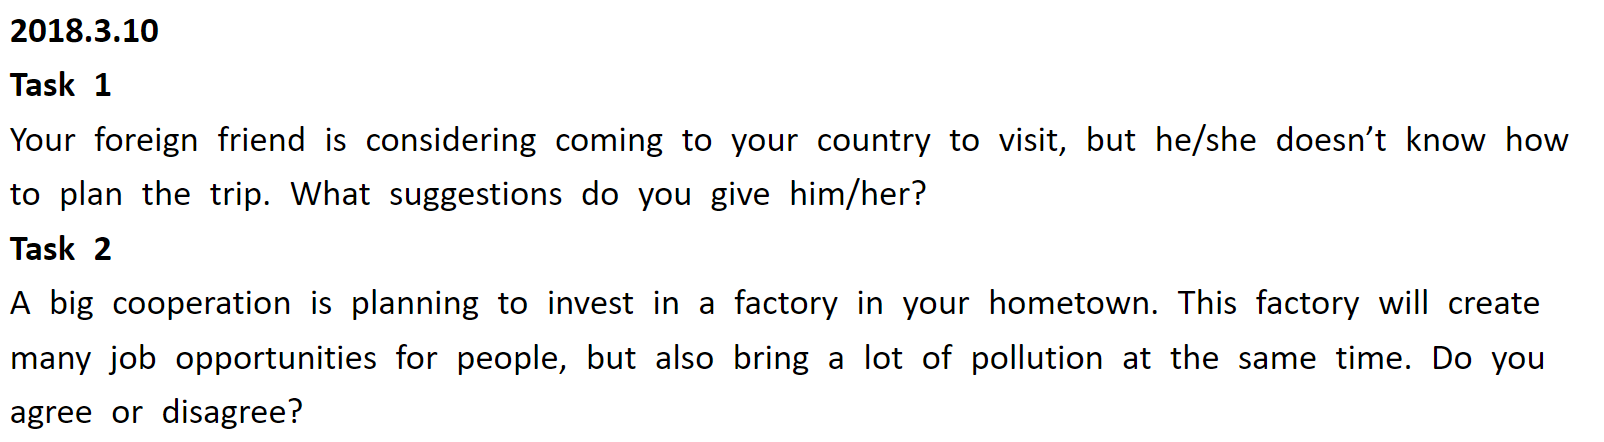 2018.3.10
Task 1
Your foreign friend is considering coming to your country to visit, but he/she doesn’t know how
to plan the trip. What suggestions do you give him/her?
Task 2
A big cooperation is planning to invest in a factory in your hometown. This factory will create
many job opportunities for people, but also bring a lot of pollution at the same time. Do you
agree or disagree?